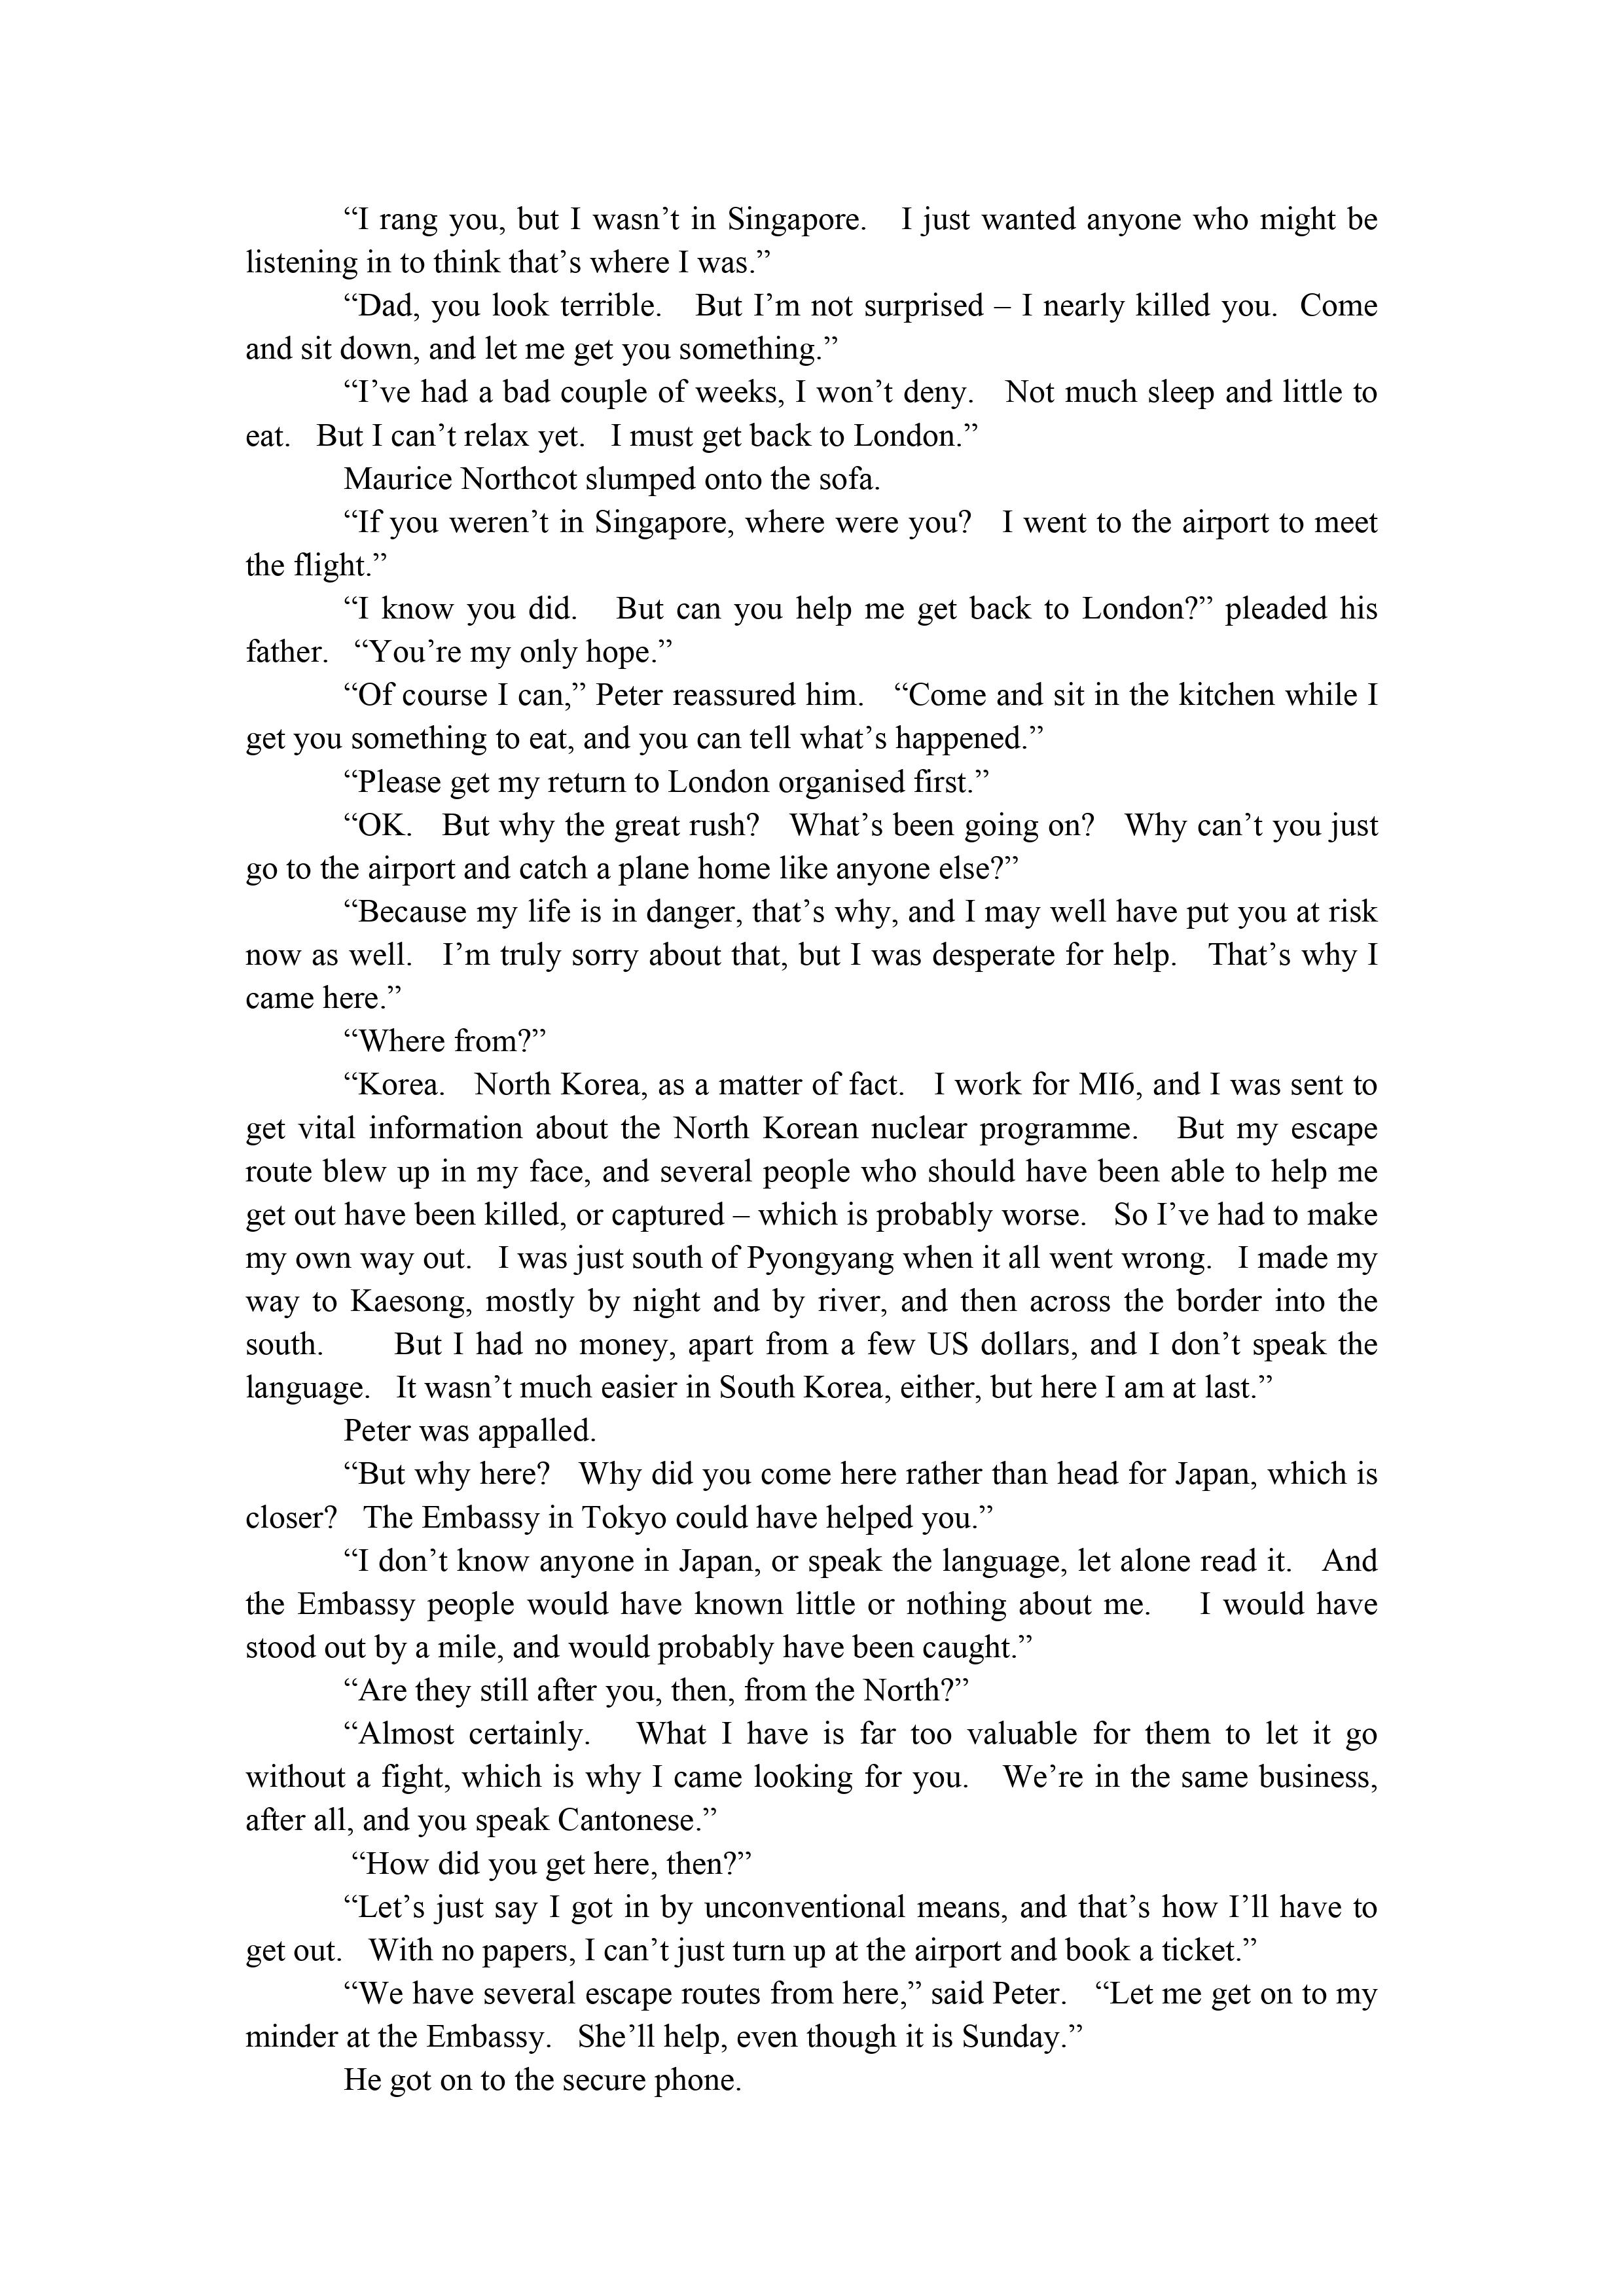 “I rang you, but I wasn’t in Singapore. I just wanted anyone who might be
listening in to think that’s where I was.”
“Dad, you look terrible. But I’m not surprised – I nearly killed you. Come
and sit down, and let me get you something.”
“I’ve had a bad couple of weeks, I won’t deny. Not much sleep and little to
eat. But I can’t relax yet. I must get back to London.”
Maurice Northcot slumped onto the sofa.
“If you weren’t in Singapore, where were you? I went to the airport to meet
the flight.”
“I know you did. But can you help me get back to London?” pleaded his
father. “You’re my only hope.”
“Of course I can,” Peter reassured him. “Come and sit in the kitchen while I
get you something to eat, and you can tell what’s happened.”
“Please get my return to London organised first.”
“OK. But why the great rush? What’s been going on? Why can’t you just
go to the airport and catch a plane home like anyone else?”
“Because my life is in danger, that’s why, and I may well have put you at risk
now as well. I’m truly sorry about that, but I was desperate for help. That’s why I
came here.”
“Where from?”
“Korea. North Korea, as a matter of fact. I work for MI6, and I was sent to
get vital information about the North Korean nuclear programme. But my escape
route blew up in my face, and several people who should have been able to help me
get out have been killed, or captured – which is probably worse. So I’ve had to make
my own way out. I was just south of Pyongyang when it all went wrong. I made my
way to Kaesong, mostly by night and by river, and then across the border into the
south. But I had no money, apart from a few US dollars, and I don’t speak the
language. It wasn’t much easier in South Korea, either, but here I am at last.”
Peter was appalled.
“But why here? Why did you come here rather than head for Japan, which is
closer? The Embassy in Tokyo could have helped you.”
“I don’t know anyone in Japan, or speak the language, let alone read it. And
the Embassy people would have known little or nothing about me. I would have
stood out by a mile, and would probably have been caught.”
“Are they still after you, then, from the North?”
“Almost certainly. What I have is far too valuable for them to let it go
without a fight, which is why I came looking for you. We’re in the same business,
after all, and you speak Cantonese.”
“How did you get here, then?”
“Let’s just say I got in by unconventional means, and that’s how I’ll have to
get out. With no papers, I can’t just turn up at the airport and book a ticket.”
“We have several escape routes from here,” said Peter. “Let me get on to my
minder at the Embassy. She’ll help, even though it is Sunday.”
He got on to the secure phone.